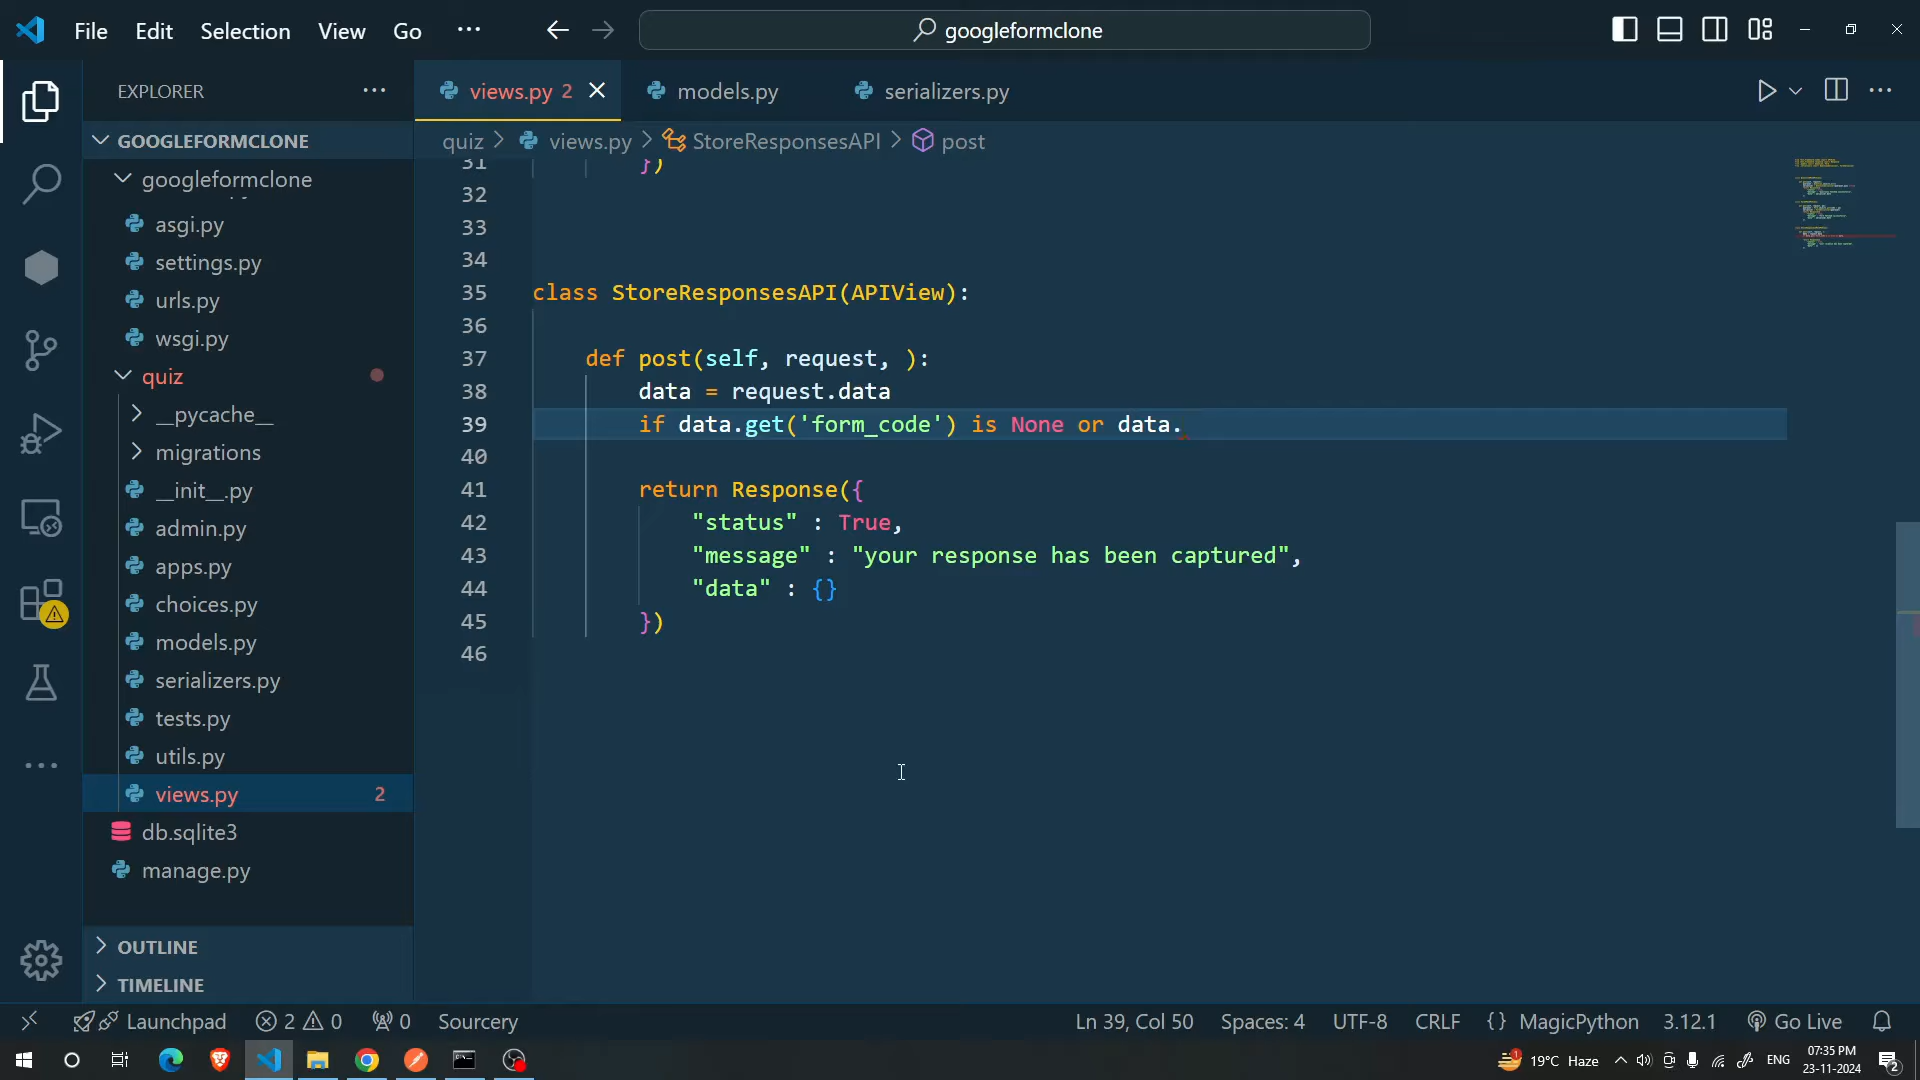 File Edit Selection View Go ··· googleformclone
EXPLORER ···
views.py 2 models.py serializers.py
GOOGLEFORMCLONE
quiz > views.py > StoreResponsesAPI > post
googleformclone
asgi.py
settings.py
urls.py
wsgi.py
quiz
__pycache__
migrations
__init__.py
admin.py
apps.py
choices.py
models.py
serializers.py
tests.py
utils.py
views.py 2
db.sqlite3
manage.py
OUTLINE
TIMELINE
31 })
32
33
34
35 class StoreResponsesAPI(APIView):
36
37 def post(self, request, ):
38 data = request.data
39 if data.get('form_code') is None or data.
40
41 return Response({
42 "status" : True,
43 "message" : "your response has been captured",
44 "data" : {}
45 })
46
Launchpad 2 0 0 Sourcery Ln 39, Col 50 Spaces: 4 UTF-8 CRLF {} MagicPython 3.12.1 Go Live
1 19°C Haze ENG 07:35 PM
23-11-2024 2